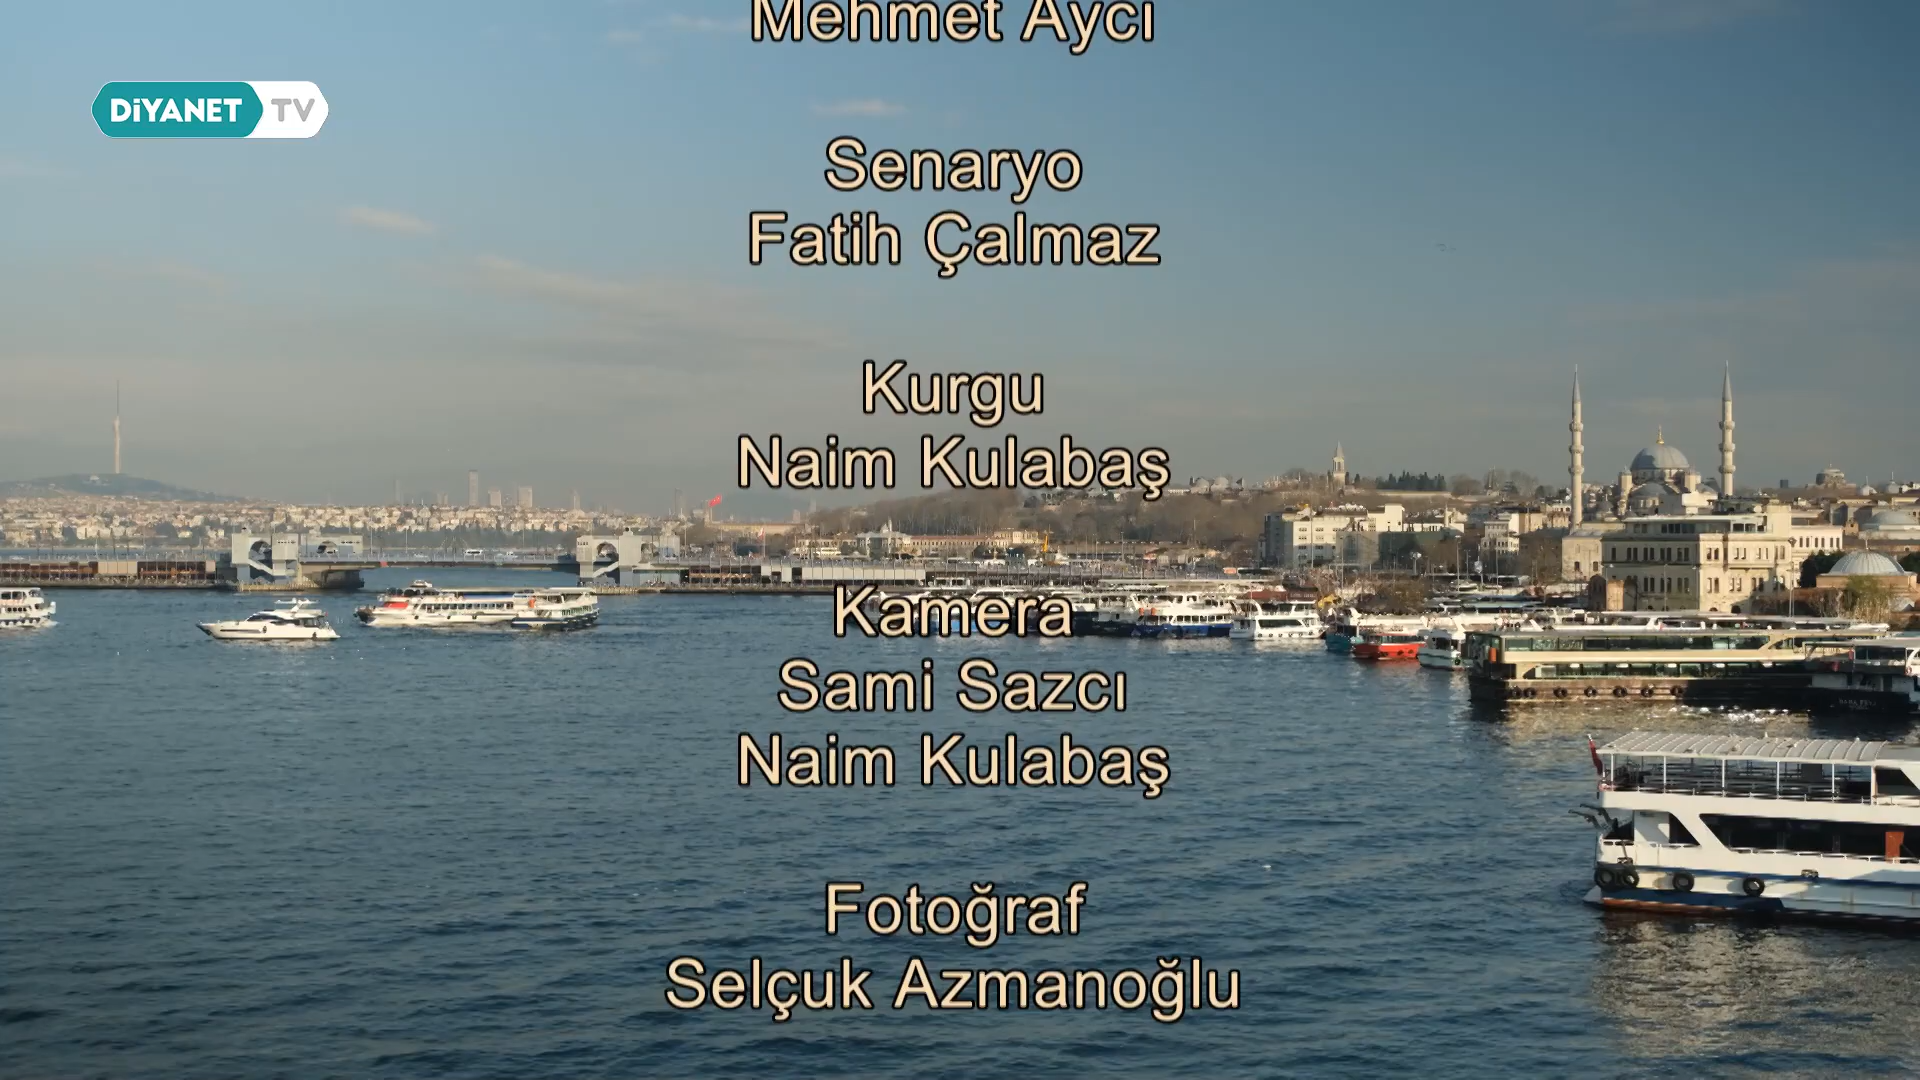 Mehmet Aycı
DİYANET TV
Senaryo
Fatih Çalmaz
Kurgu
Naim Kulabaş
Kamera
Sami Sazcı
Naim Kulabaş
Fotoğraf
Selçuk Azmanoğlu